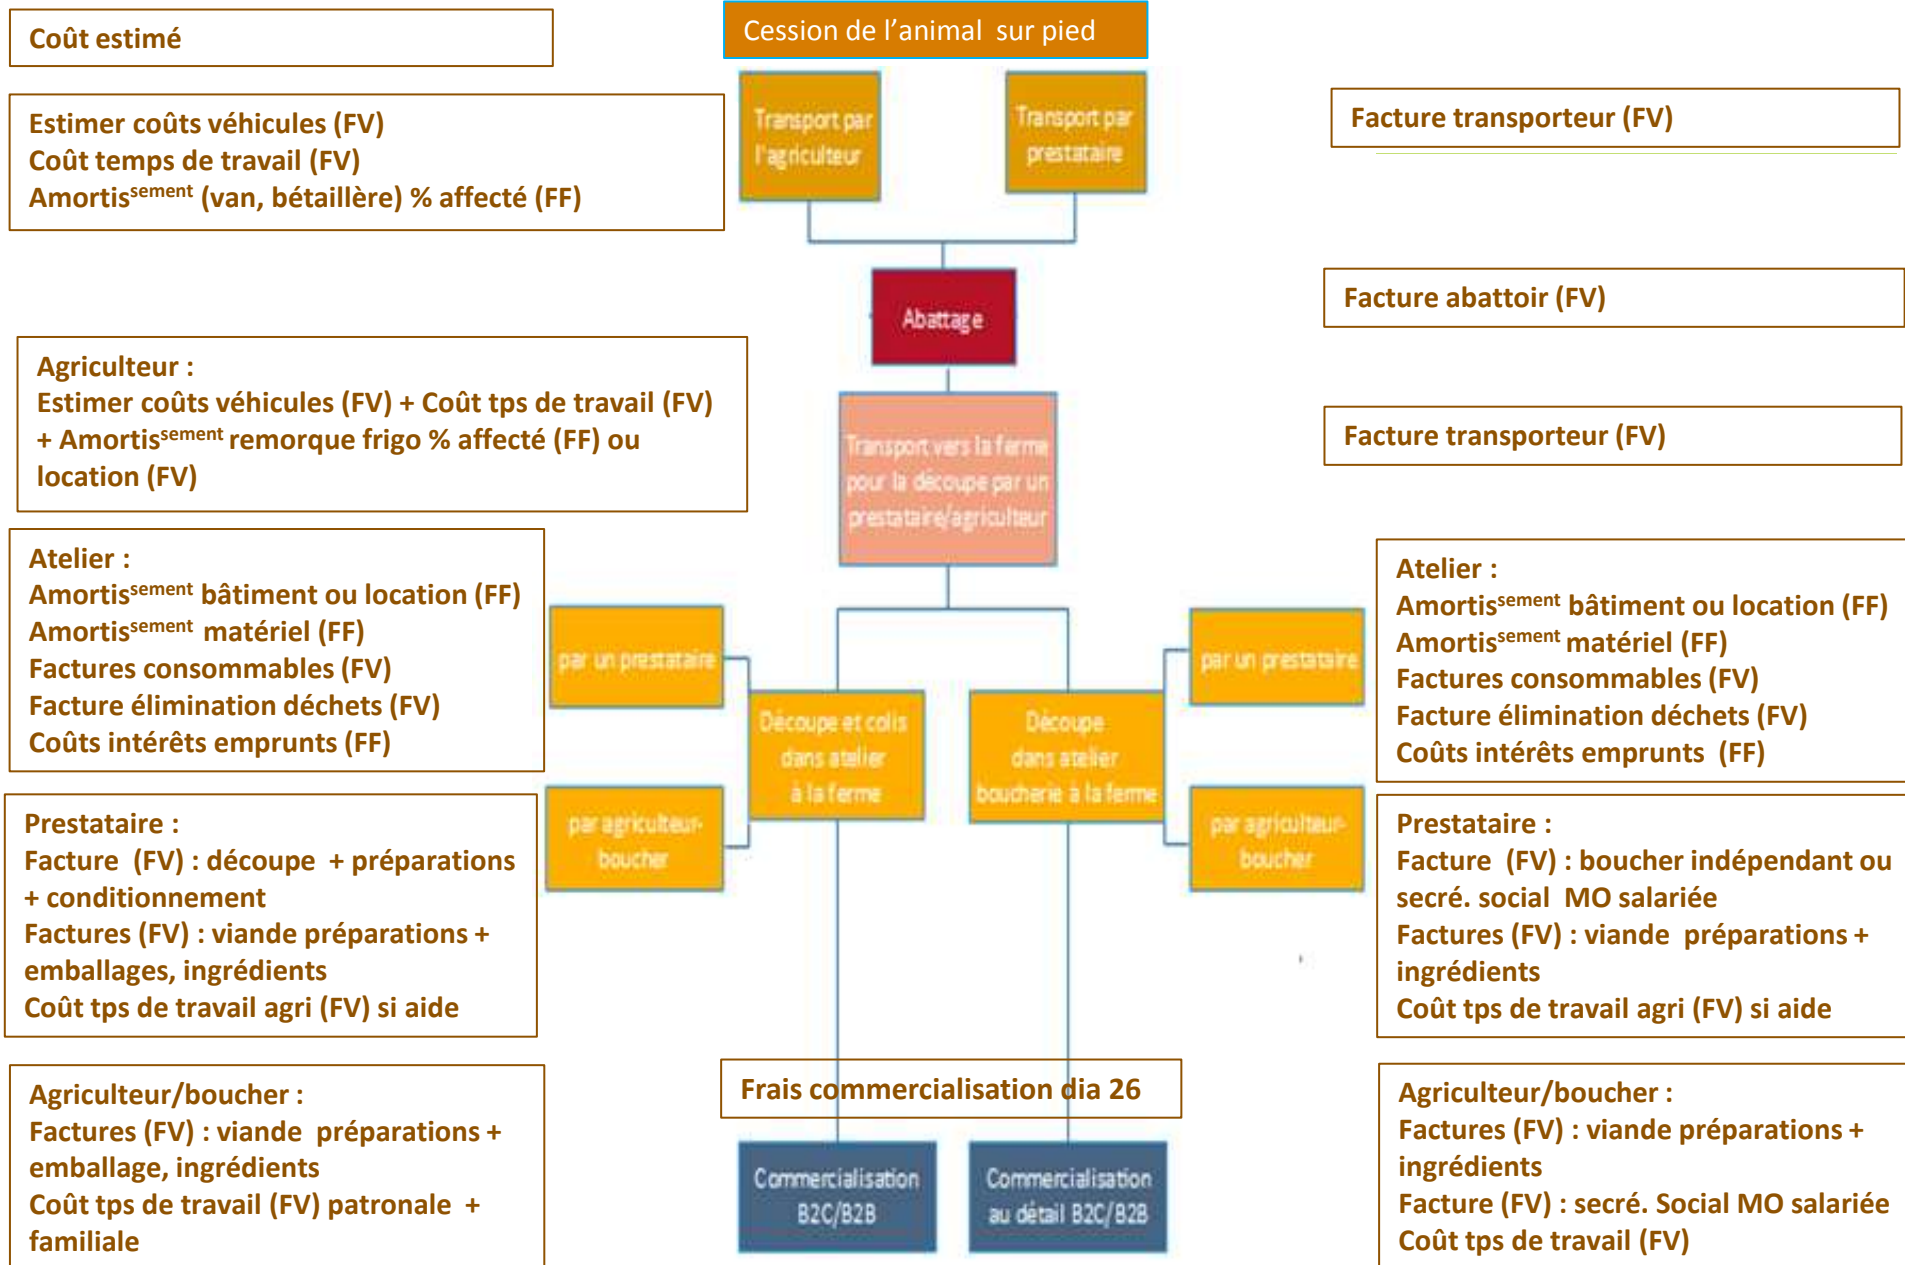 Coût estimé
Cession de l’animal sur pied
Estimer coûts véhicules (FV)
Coût temps de travail (FV)
Amortissement (van, bétaillère) % affecté (FF)
Transport par
l'agriculteur
Transport par
prestataire
Facture transporteur (FV)
Abattage
Facture abattoir (FV)
Agriculteur :
Estimer coûts véhicules (FV) + Coût tps de travail (FV)
+ Amortissement remorque frigo % affecté (FF) ou
location (FV)
Transport vers la ferme
pour la découpe par un
prestataire/agriculteur
Facture transporteur (FV)
Atelier :
Amortissement bâtiment ou location (FF)
Amortissement matériel (FF)
Factures consommables (FV)
Facture élimination déchets (FV)
Coûts intérêts emprunts (FF)
par un prestataire
Découpe et colis
dans atelier
à la ferme
par agriculteur-
boucher
Découpe
dans atelier
boucherie à la ferme
par un prestataire
par agriculteur-
boucher
Atelier :
Amortissement bâtiment ou location (FF)
Amortissement matériel (FF)
Factures consommables (FV)
Facture élimination déchets (FV)
Coûts intérêts emprunts (FF)
Prestataire :
Facture (FV) : découpe + préparations
+ conditionnement
Factures (FV) : viande préparations +
emballages, ingrédients
Coût tps de travail agri (FV) si aide
Prestataire :
Facture (FV) : boucher indépendant ou
secré. social MO salariée
Factures (FV) : viande préparations +
ingrédients
Coût tps de travail agri (FV) si aide
Frais commercialisation dia 26
Agriculteur/boucher :
Factures (FV) : viande préparations +
emballage, ingrédients
Coût tps de travail (FV) patronale +
familiale
Commercialisation
B2C/B2B
Commercialisation
au détail B2C/B2B
Agriculteur/boucher :
Factures (FV) : viande préparations +
ingrédients
Facture (FV) : secré. Social MO salariée
Coût tps de travail (FV)